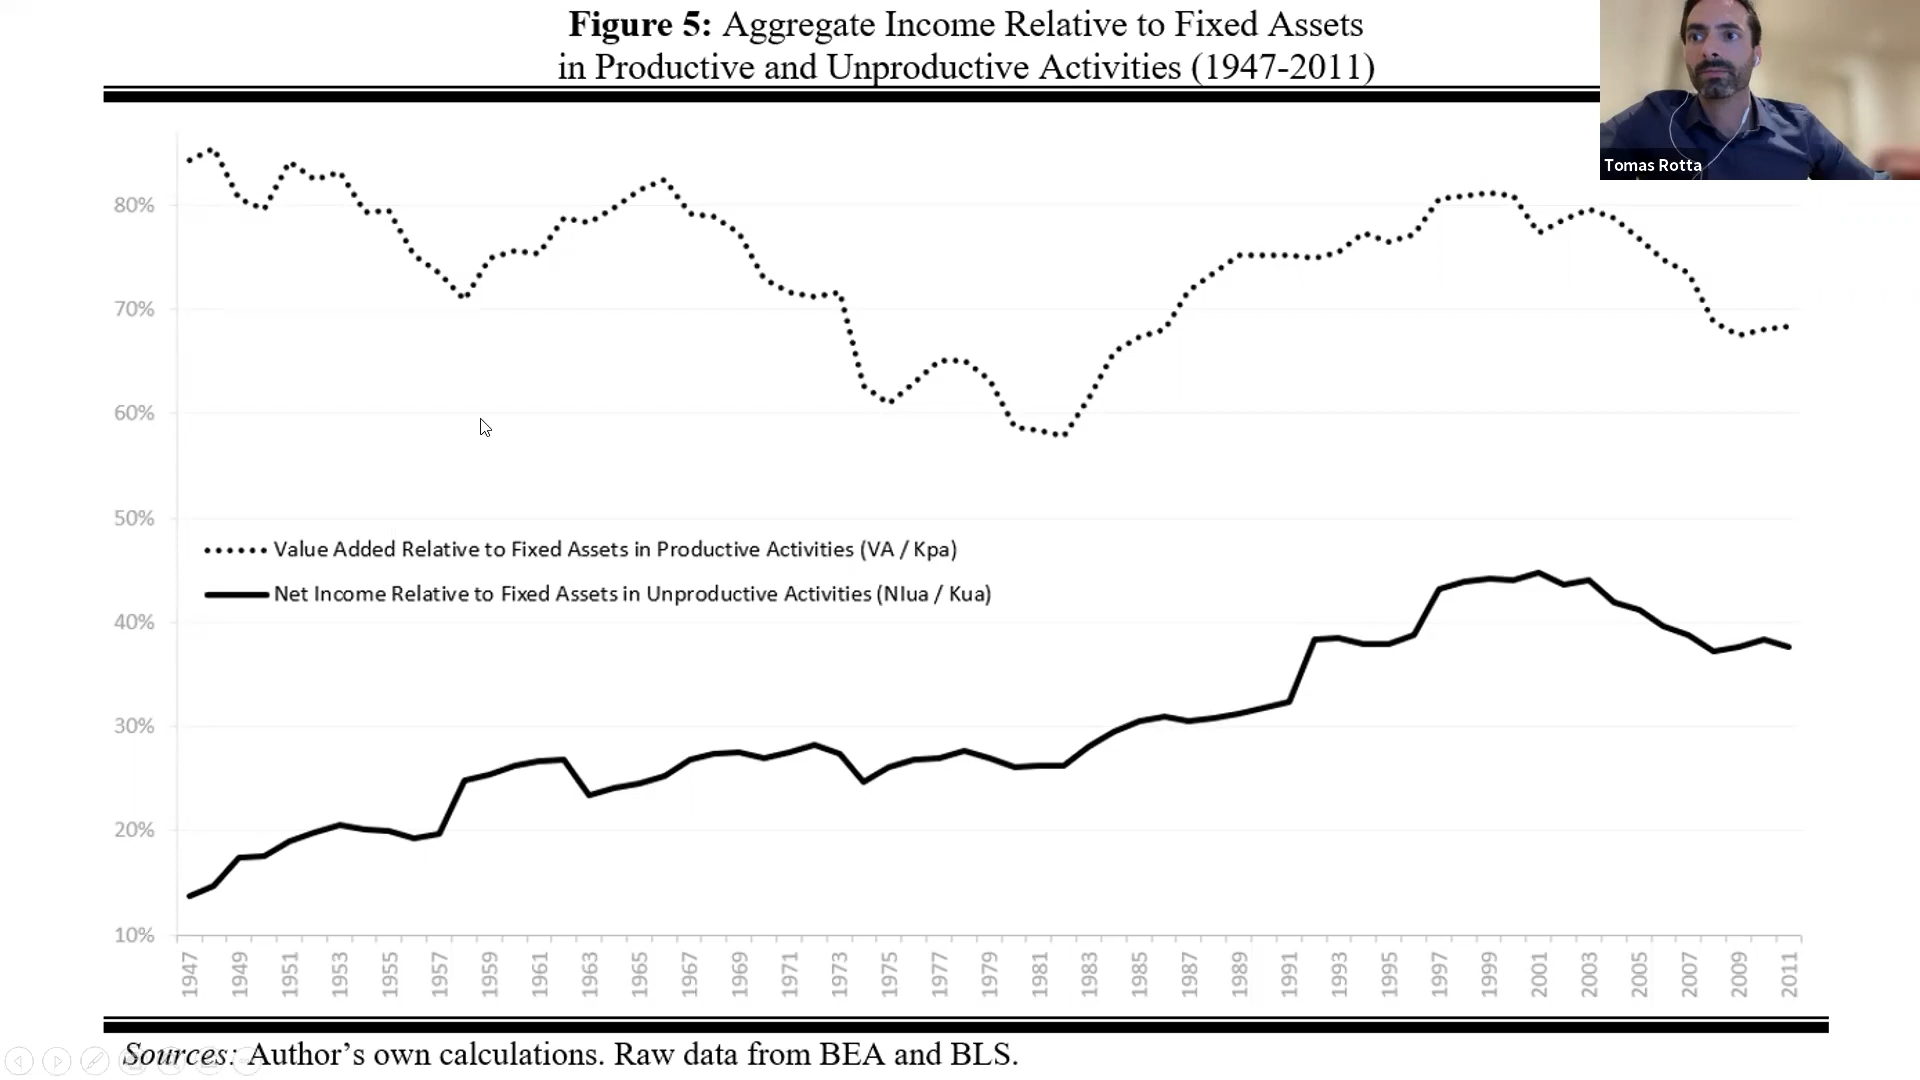 Figure 5: Aggregate Income Relative to Fixed Assets
in Productive and Unproductive Activities (1947-2011)
Tomas Rotta
80%
70%
60%
50%
Value Added Relative to Fixed Assets in Productive Activities (VA / Kpa)
Net Income Relative to Fixed Assets in Unproductive Activities (NIua / Kua)
40%
30%
20%
10%
1947 1949 1951 1953 1955 1957 1959 1961 1963 1965 1967 1969 1971 1973 1975 1977 1979 1981 1983 1985 1987 1989 1991 1993 1995 1997 1999 2001 2003 2005 2007 2009 2011
Sources: Author’s own calculations. Raw data from BEA and BLS.